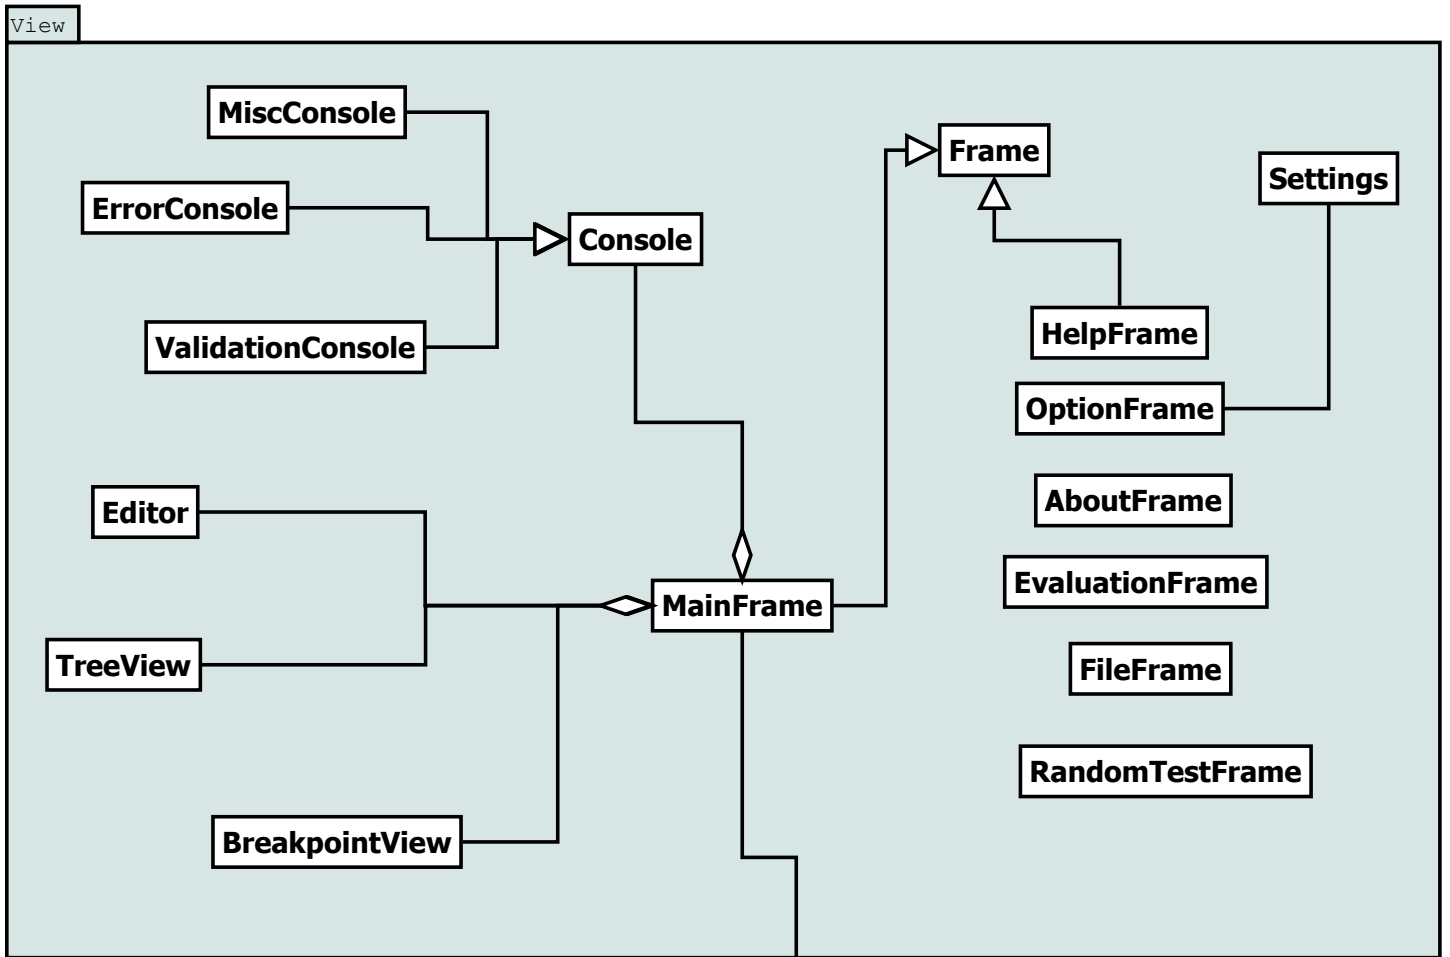 View
MiscConsole
Frame
Settings
ErrorConsole
Console
HelpFrame
ValidationConsole
OptionFrame
Editor
AboutFrame
EvaluationFrame
MainFrame
TreeView
FileFrame
RandomTestFrame
BreakpointView